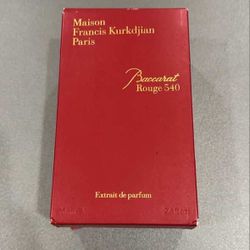 Maison
Francis Kurkdjian
Paris
Baccarat
Rouge 540
Extrait de parfum